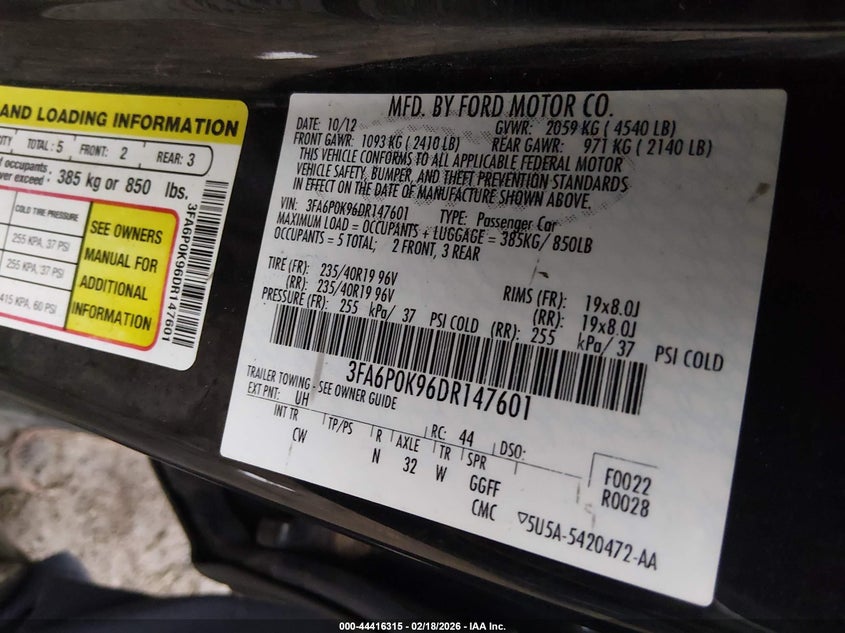 AND LOADING INFORMATION
TOTAL: 5 FRONT: 2 REAR: 3
occupants
exceed: 385 kg or 850 lbs.
COLD TIRE PRESSURE
255 KPA, 37 PSI
255 KPA, 37 PSI
415 KPA, 60 PSI
SEE OWNERS
MANUAL FOR
ADDITIONAL
INFORMATION
3FA6P0K96DR147601
MFD. BY FORD MOTOR CO.
DATE: 10/12 GVWR: 2059 KG ( 4540 LB)
FRONT GAWR: 1093 KG ( 2410 LB) REAR GAWR: 971 KG ( 2140 LB)
THIS VEHICLE CONFORMS TO ALL APPLICABLE FEDERAL MOTOR
VEHICLE SAFETY, BUMPER, AND THEFT PREVENTION STANDARDS
IN EFFECT ON THE DATE OF MANUFACTURE SHOWN ABOVE.
VIN: 3FA6P0K96DR147601 TYPE: Passenger Car
MAXIMUM LOAD = OCCUPANTS + LUGGAGE = 385KG/ 850LB
OCCUPANTS = 5 TOTAL; 2 FRONT, 3 REAR
TIRE (FR): 235/40R19 96V RIMS (FR): 19x8.0J
(RR): 235/40R19 96V (RR): 19x8.0J
PRESSURE (FR): 255 kPa/ 37 PSI COLD (RR): 255 kPa/ 37 PSI COLD
3FA6P0K96DR147601
TRAILER TOWING - SEE OWNER GUIDE
EXT PNT: UH RC: 44 DSO:
INT TR TP/PS R AXLE TR SPR
CW N 32 W GGFF
CMC
F0022
R0028
▽5U5A-5420472-AA
000-44416315 | 02/18/2026 - IAA Inc.